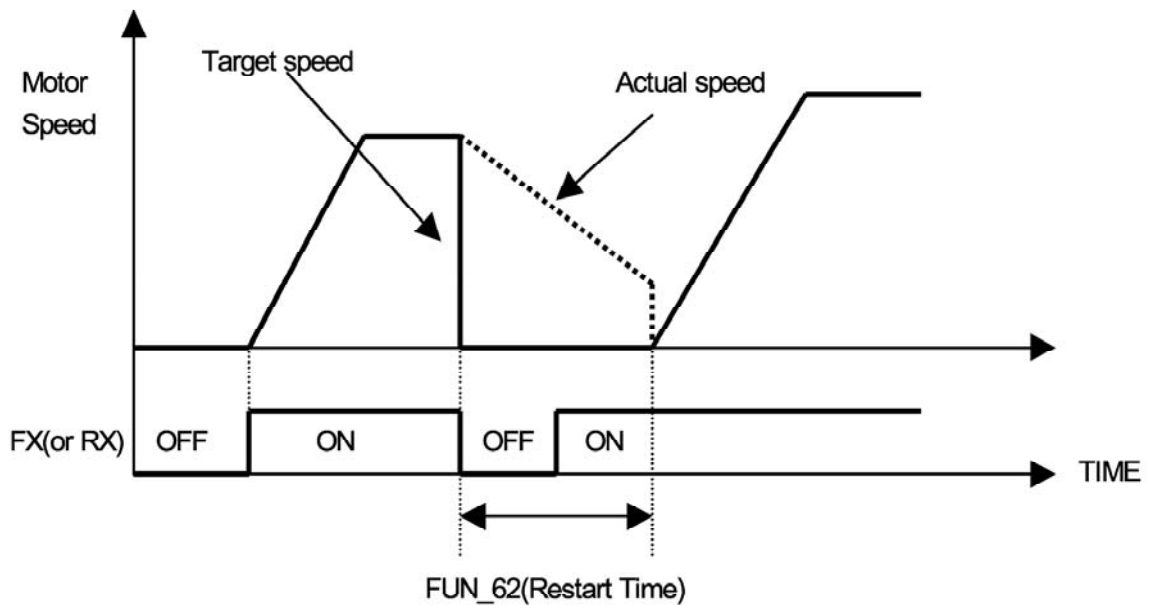 Target speed
Motor
Speed
Actual speed
FX(or RX)
OFF
ON
OFF
ON
TIME
FUN_62(Restart Time)